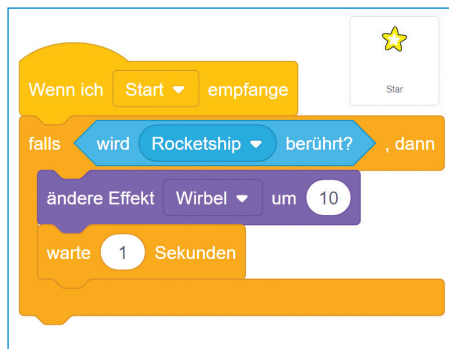 Star
Wenn ich Start empfange
falls wird Rocketship berührt? , dann
ändere Effekt Wirbel um 10
warte 1 Sekunden